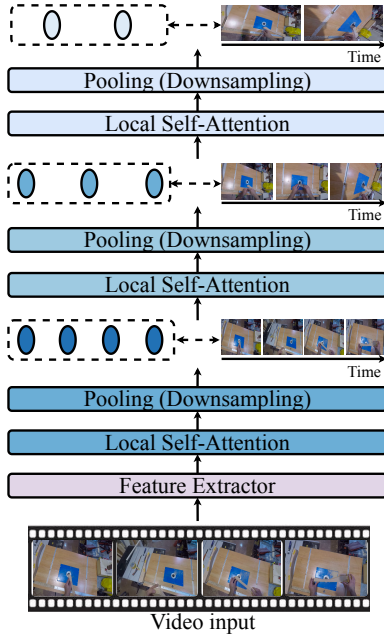 Time
Pooling (Downsampling)
Local Self-Attention
Time
Pooling (Downsampling)
Local Self-Attention
Time
Pooling (Downsampling)
Local Self-Attention
Feature Extractor
Video input